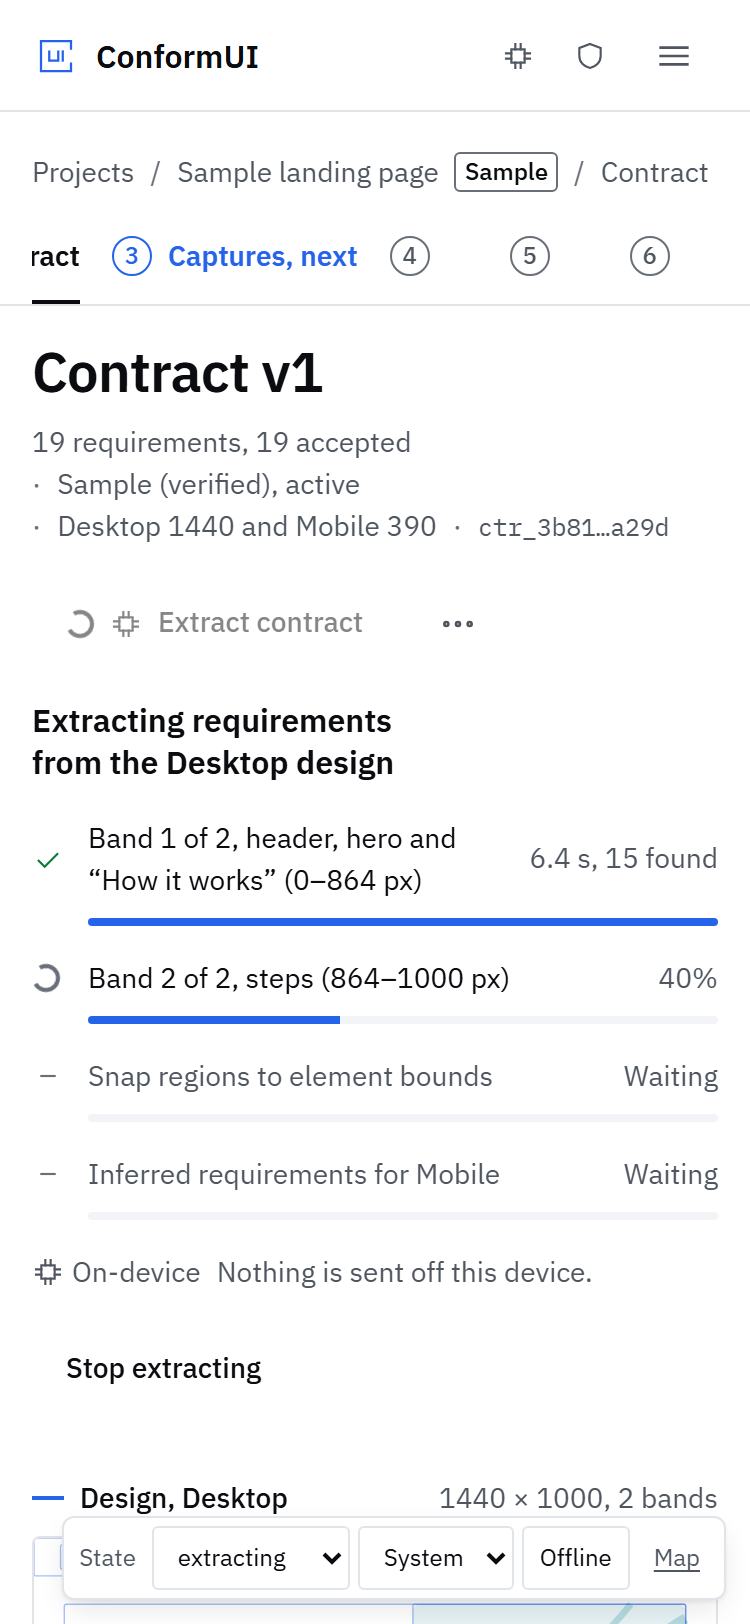 ConformUI
Projects / Sample landing page Sample / Contract
ract 3 Captures, next 4 5 6
Contract v1
19 requirements, 19 accepted
· Sample (verified), active
· Desktop 1440 and Mobile 390 · ctr_3b81…a29d
Extract contract
Extracting requirements
from the Desktop design
Band 1 of 2, header, hero and
“How it works” (0–864 px)
6.4 s, 15 found
Band 2 of 2, steps (864–1000 px) 40%
Snap regions to element bounds Waiting
Inferred requirements for Mobile Waiting
On-device Nothing is sent off this device.
Stop extracting
Design, Desktop 1440 × 1000, 2 bands
State extracting System Offline Map